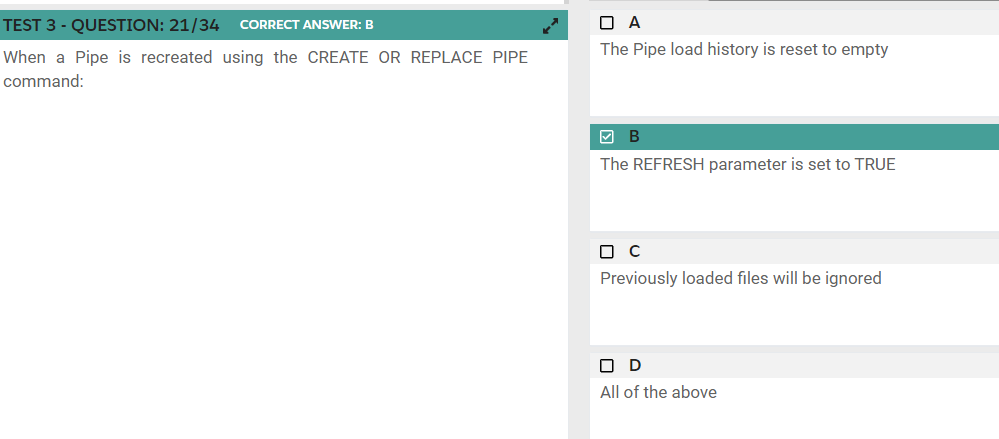 TEST 3 - QUESTION: 21/34 CORRECT ANSWER: B
When a Pipe is recreated using the CREATE OR REPLACE PIPE
command:
A
The Pipe load history is reset to empty
B
The REFRESH parameter is set to TRUE
C
Previously loaded files will be ignored
D
All of the above